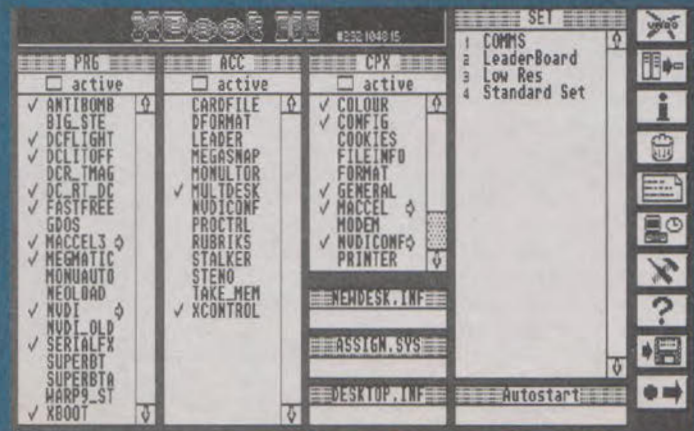 XBoot III
#292104815
PRG
active
✓ ANTIBOMB
BIG_STE
✓ DCFLIGHT
✓ DCLITOFF
DCR_TMAG
✓ DC_RT_DC
✓ FASTFREE
GDOS
✓ MACCEL3
✓ MEGMATIC
MONUAUTO
NEOLOAD
✓ NVDI
NVDI_OLD
✓ SERIALFX
SUPERBT
SUPERBTA
WARP9_ST
✓ XBOOT
ACC
active
CARDFILE
DFORMAT
LEADER
MEGASNAP
MONULTOR
✓ MULTDESK
NVDICONF
PROCTRL
RUBRIKS
STALKER
STENO
TAKE_MEM
✓ XCONTROL
CPX
active
✓ COLOUR
✓ CONFIG
COOKIES
FILEINFO
FORMAT
✓ GENERAL
✓ MACCEL
MODEM
✓ NVDICONF
PRINTER
NEWDESK.INF
ASSIGN.SYS
DESKTOP.INF
SET
1 COMMS
2 LeaderBoard
3 Low Res
4 Standard Set
Autostart
UNDO
i
?